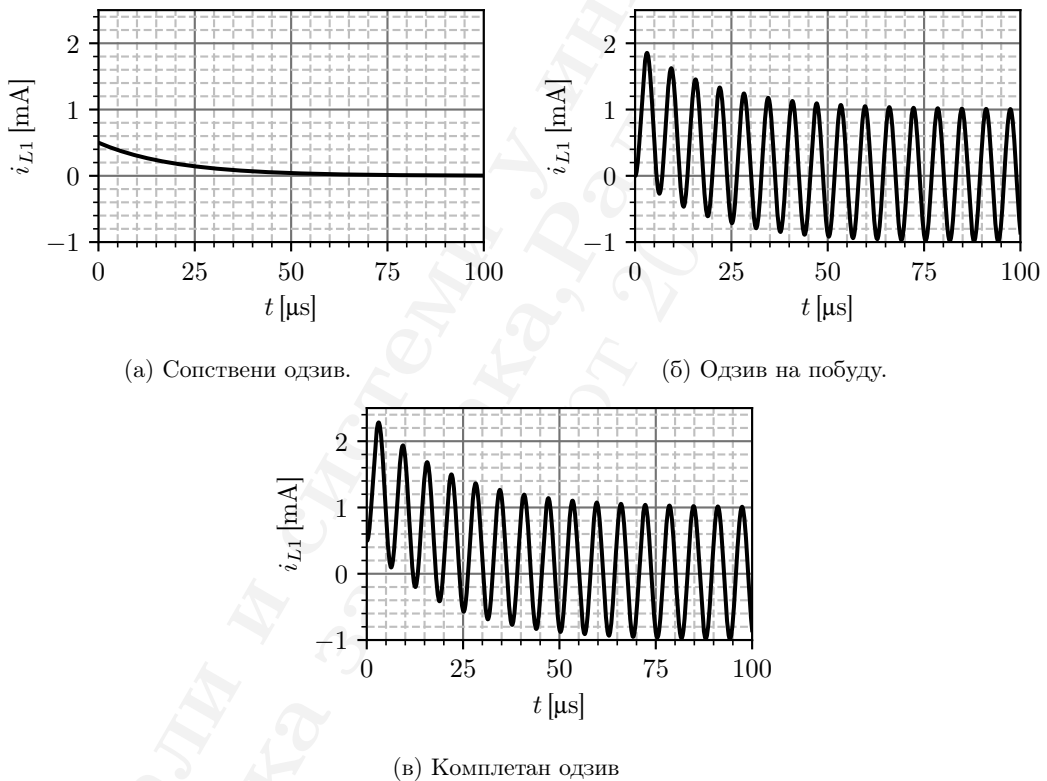 2
1
0
−1
i_{L1} [mA]
0 25 50 75 100
t [μs]
(а) Сопствени одзив.
2
1
0
−1
i_{L1} [mA]
0 25 50 75 100
t [μs]
(б) Одзив на побуду.
2
1
0
−1
i_{L1} [mA]
0 25 50 75 100
t [μs]
(в) Комплетан одзив